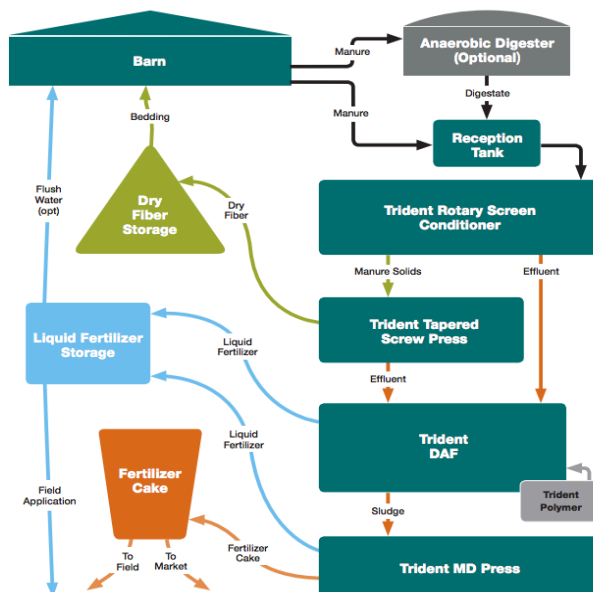 Barn
Manure
Anaerobic Digester
(Optional)
Digestate
Manure
Bedding
Reception
Tank
Flush
Water
(opt)
Dry
Fiber
Storage
Dry
Fiber
Trident Rotary Screen
Conditioner
Manure Solids
Effluent
Liquid Fertilizer
Storage
Liquid
Fertilizer
Trident Tapered
Screw Press
Effluent
Liquid
Fertilizer
Trident
DAF
Field
Application
Fertilizer
Cake
Trident
Polymer
Sludge
To
Field
To
Market
Fertilizer
Cake
Trident MD Press